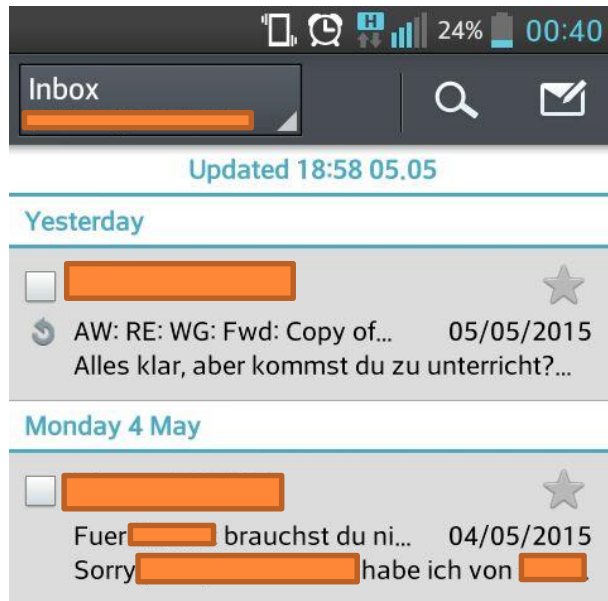 H 24% 00:40
Inbox
Updated 18:58 05.05
Yesterday
AW: RE: WG: Fwd: Copy of... 05/05/2015
Alles klar, aber kommst du zu unterricht?...
Monday 4 May
Fuer brauchst du ni... 04/05/2015
Sorry habe ich von .